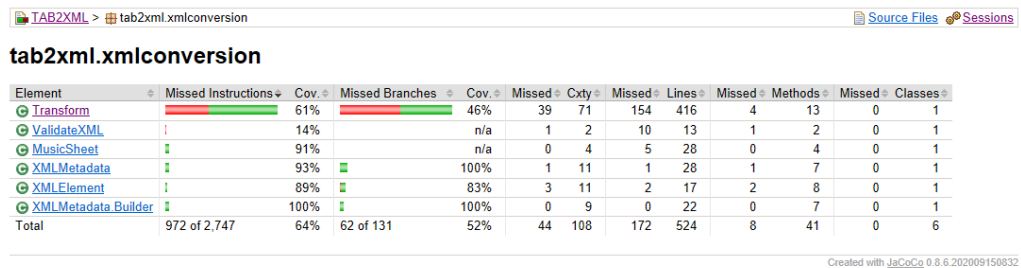 TAB2XML > tab2xml.xmlconversion Source Files Sessions
tab2xml.xmlconversion
Element Missed Instructions Cov. Missed Branches Cov. Missed Cxty Missed Lines Missed Methods Missed Classes
Transform 61% 46% 39 71 154 416 4 13 0 1
ValidateXML 14% n/a 1 2 10 13 1 2 0 1
MusicSheet 91% n/a 0 4 5 28 0 4 0 1
XMLMetadata 93% 100% 1 11 1 28 1 7 0 1
XMLElement 89% 83% 3 11 2 17 2 8 0 1
XMLMetadata.Builder 100% 100% 0 9 0 22 0 7 0 1
Total 972 of 2,747 64% 62 of 131 52% 44 108 172 524 8 41 0 6
Created with JaCoCo 0.8.6.202009150832